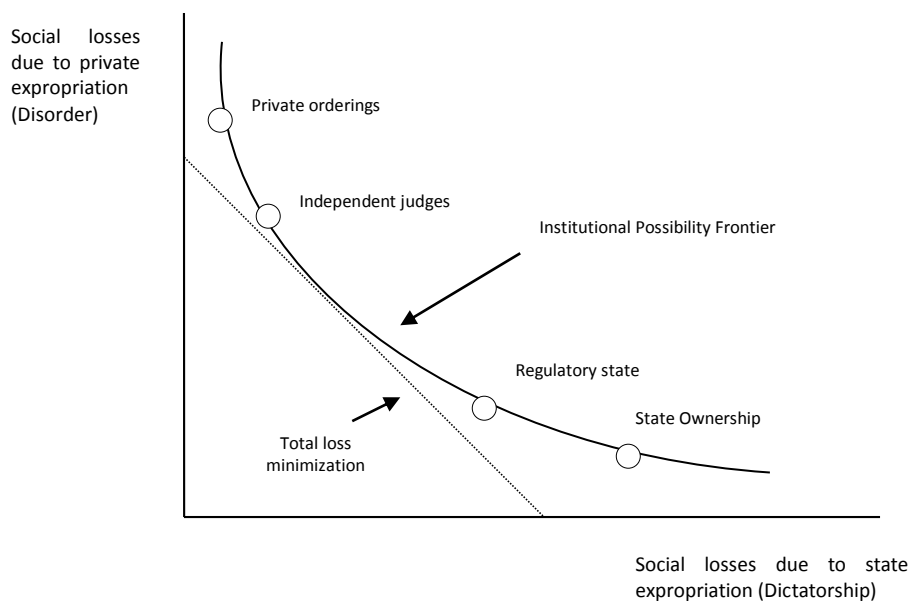 Social losses
due to private
expropriation
(Disorder)
Private orderings
Independent judges
Institutional Possibility Frontier
Regulatory state
State Ownership
Total loss
minimization
Social losses due to state
expropriation (Dictatorship)